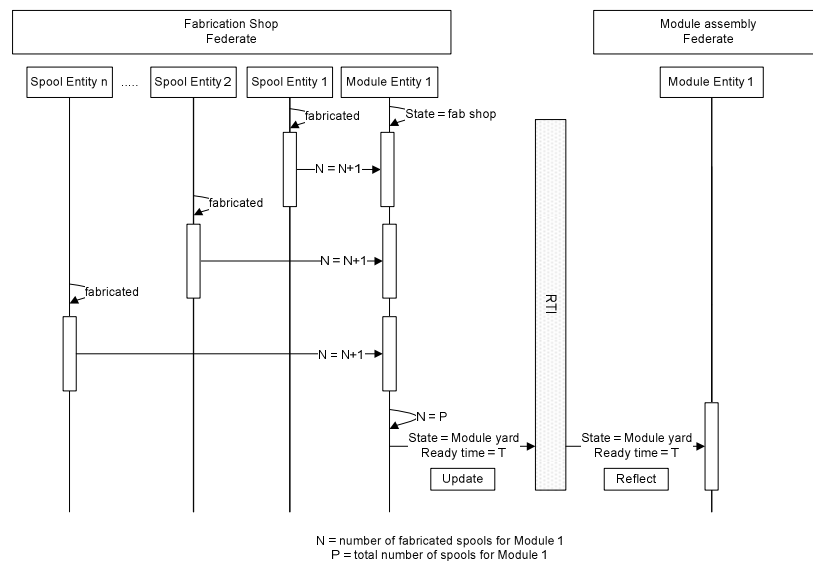 Fabrication Shop
Federate
Module assembly
Federate
Spool Entity n
.....
Spool Entity 2
Spool Entity 1
Module Entity 1
Module Entity 1
fabricated
State = fab shop
N = N+1
fabricated
N = N+1
fabricated
RTI
N = N+1
N = P
State = Module yard
Ready time = T
State = Module yard
Ready time = T
Update
Reflect
N = number of fabricated spools for Module 1
P = total number of spools for Module 1